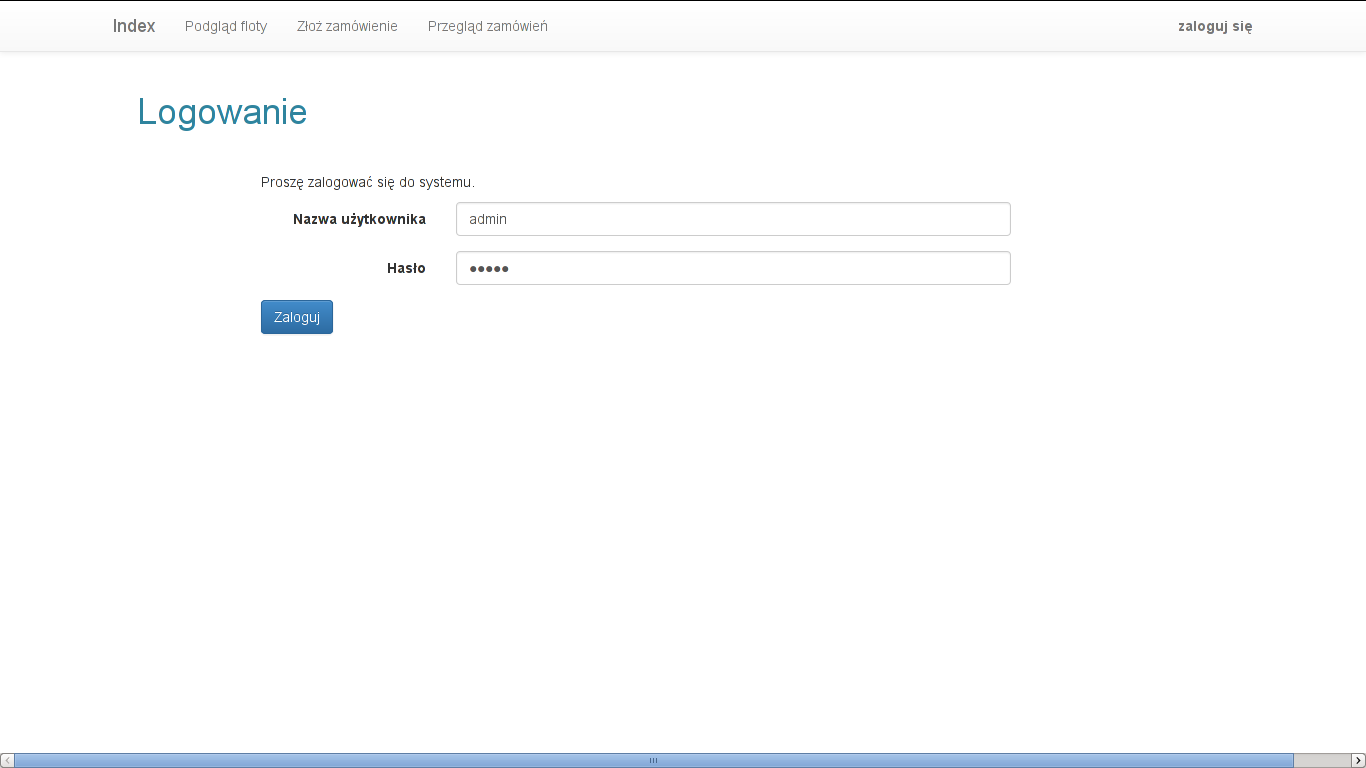 Index Podgląd floty Złoż zamówienie Przegląd zamówień zaloguj się
Logowanie
Proszę zalogować się do systemu.
Nazwa użytkownika admin
Hasło •••••
Zaloguj